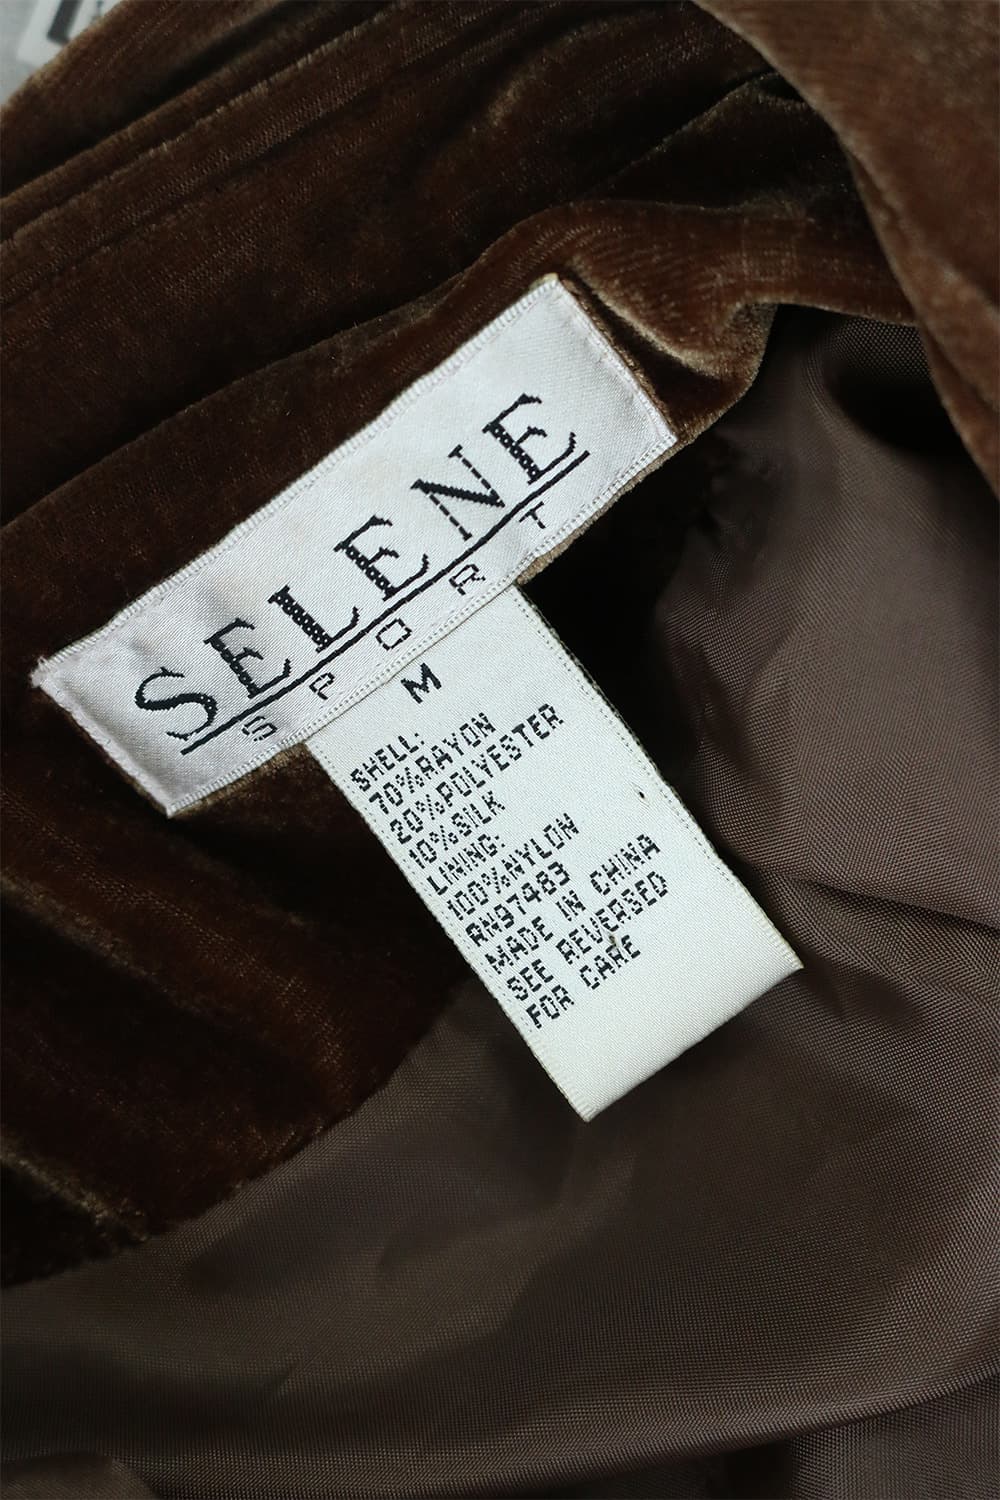 SELENE
SPORT
M
SHELL:
70%RAYON
20%POLYESTER
10%SILK
LINING:
100%NYLON
RN97483
MADE IN CHINA
SEE REVERSED
FOR CARE